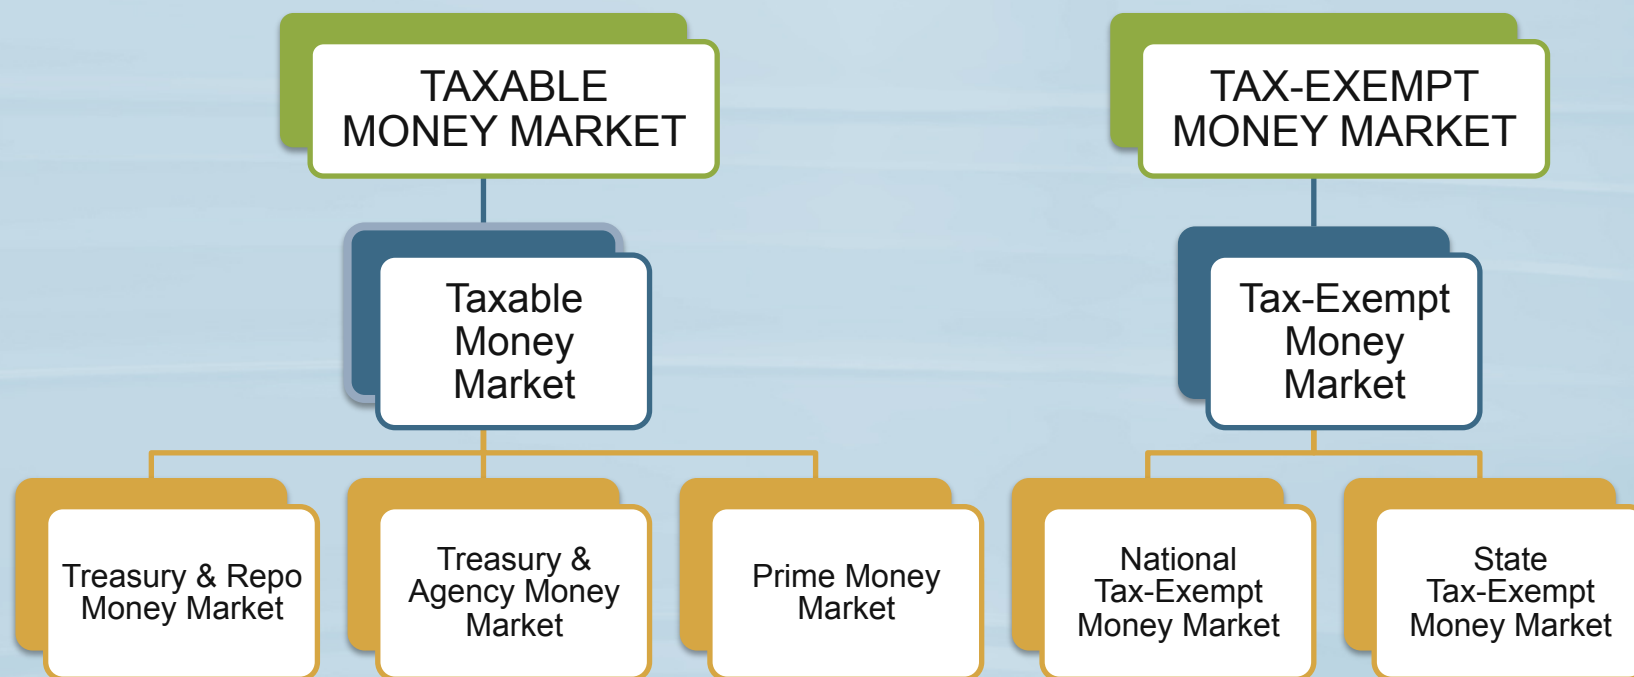 TAXABLE
MONEY MARKET
TAX-EXEMPT
MONEY MARKET
Taxable
Money
Market
Tax-Exempt
Money
Market
Treasury & Repo
Money Market
Treasury &
Agency Money
Market
Prime Money
Market
National
Tax-Exempt
Money Market
State
Tax-Exempt
Money Market